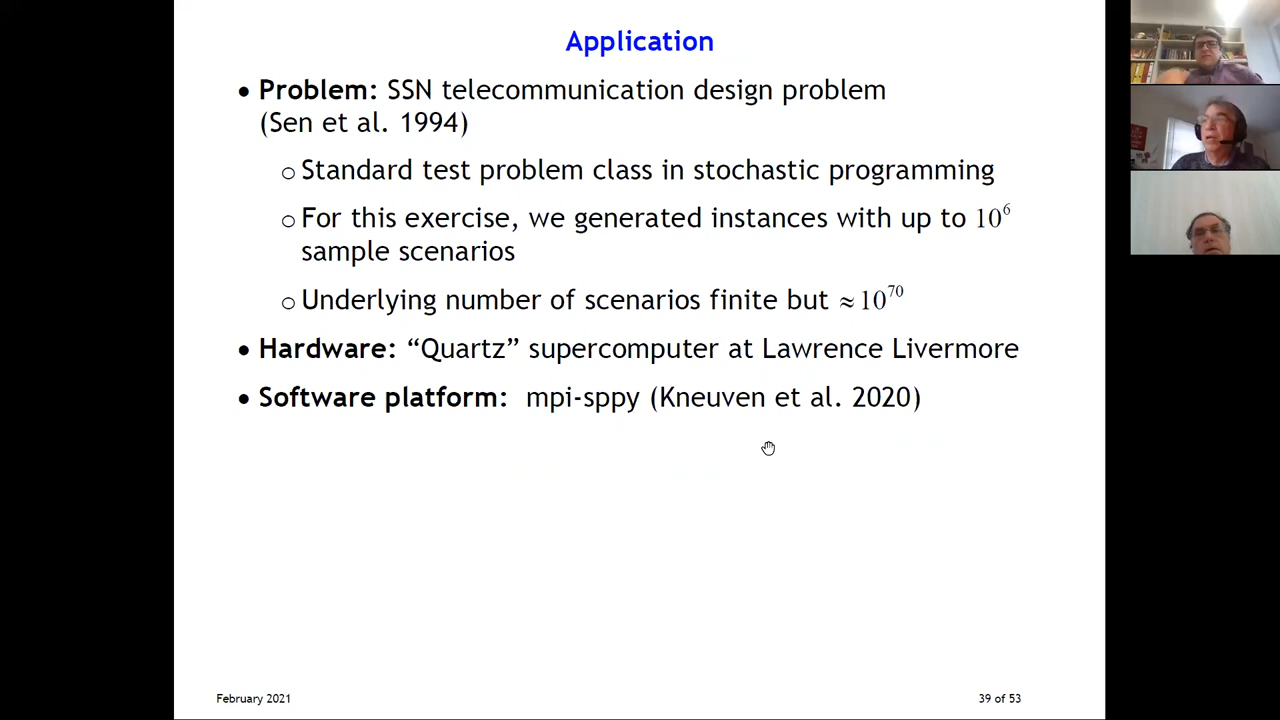 Application
• Problem: SSN telecommunication design problem
(Sen et al. 1994)
o Standard test problem class in stochastic programming
o For this exercise, we generated instances with up to 10⁶
sample scenarios
o Underlying number of scenarios finite but ≈10⁷⁰
• Hardware: “Quartz” supercomputer at Lawrence Livermore
• Software platform: mpi-sppy (Kneuven et al. 2020)
February 2021
39 of 53